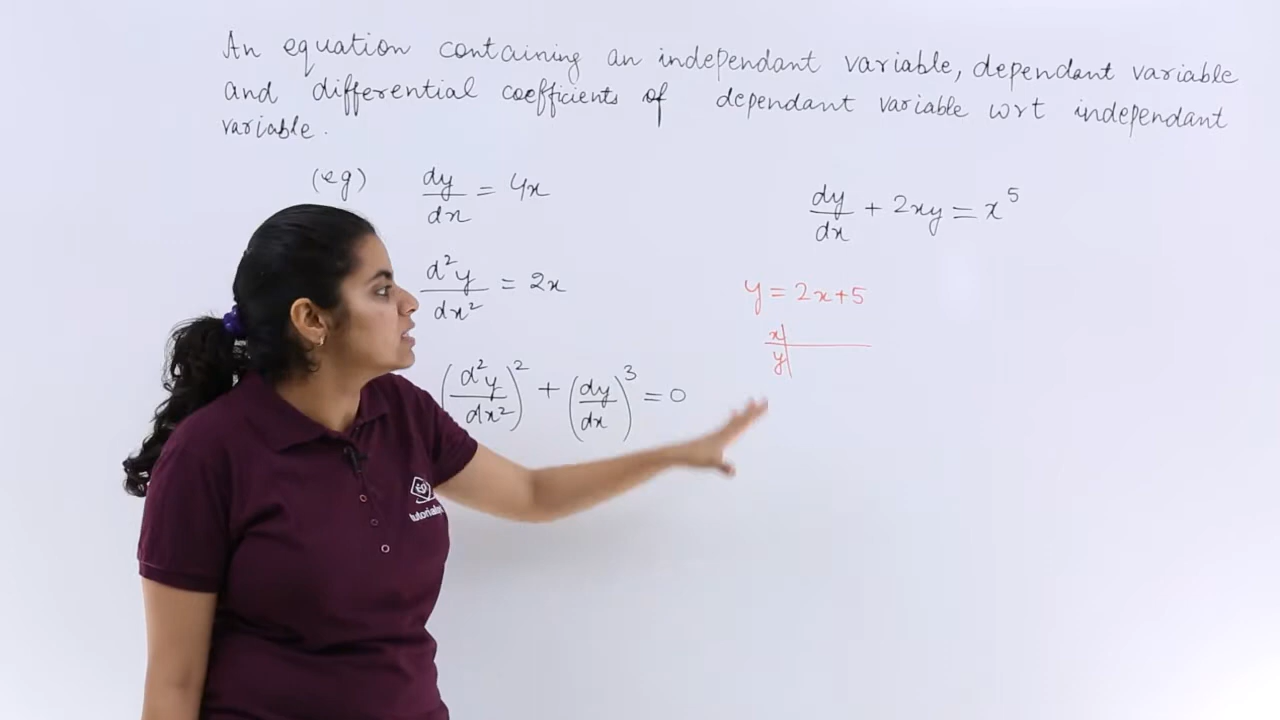 An equation containing an independant variable, dependant variable
and differential coefficients of dependant variable wrt independant
variable.
(eg) dy/dx = 4x
dy/dx + 2xy = x⁵
d²y/dx² = 2x
y = 2x+5
x
y
(d²y/dx²)² + (dy/dx)³ = 0